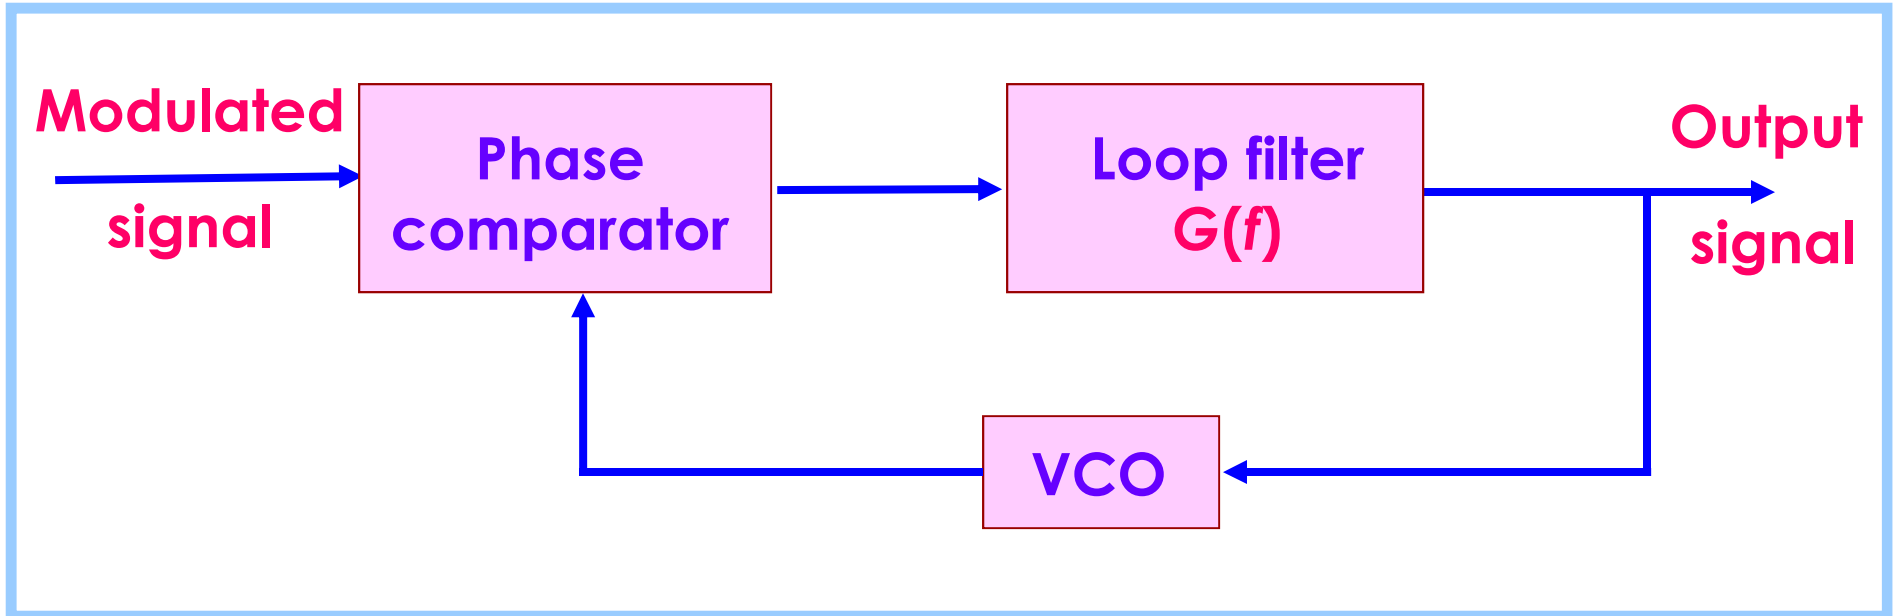 Modulated
signal
Phase
comparator
Loop filter
G(f)
Output
signal
VCO